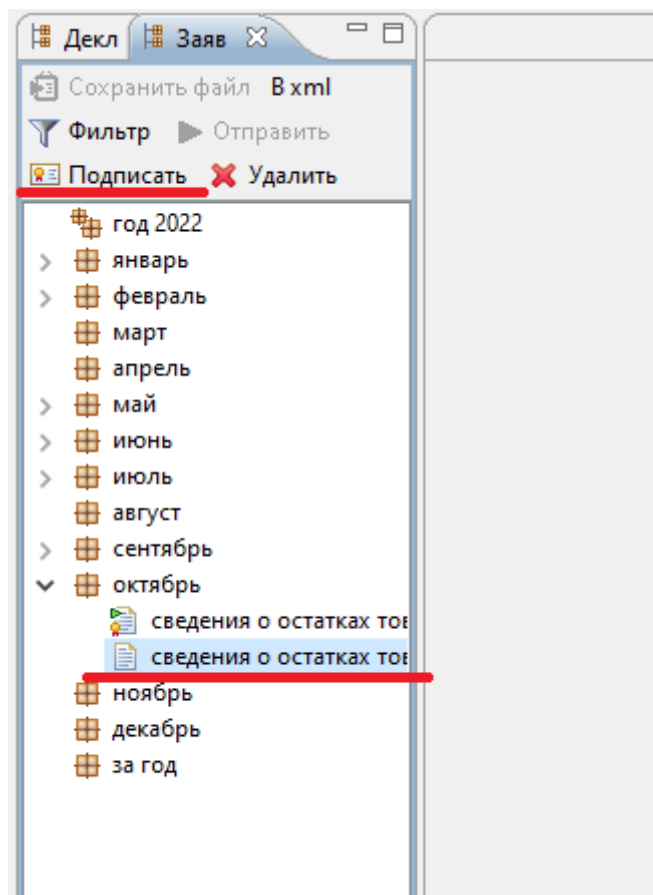 Декл Заяв
Сохранить файл В xml
Фильтр Отправить
Подписать Удалить
год 2022
январь
февраль
март
апрель
май
июнь
июль
август
сентябрь
октябрь
сведения о остатках тов
сведения о остатках тов
ноябрь
декабрь
за год